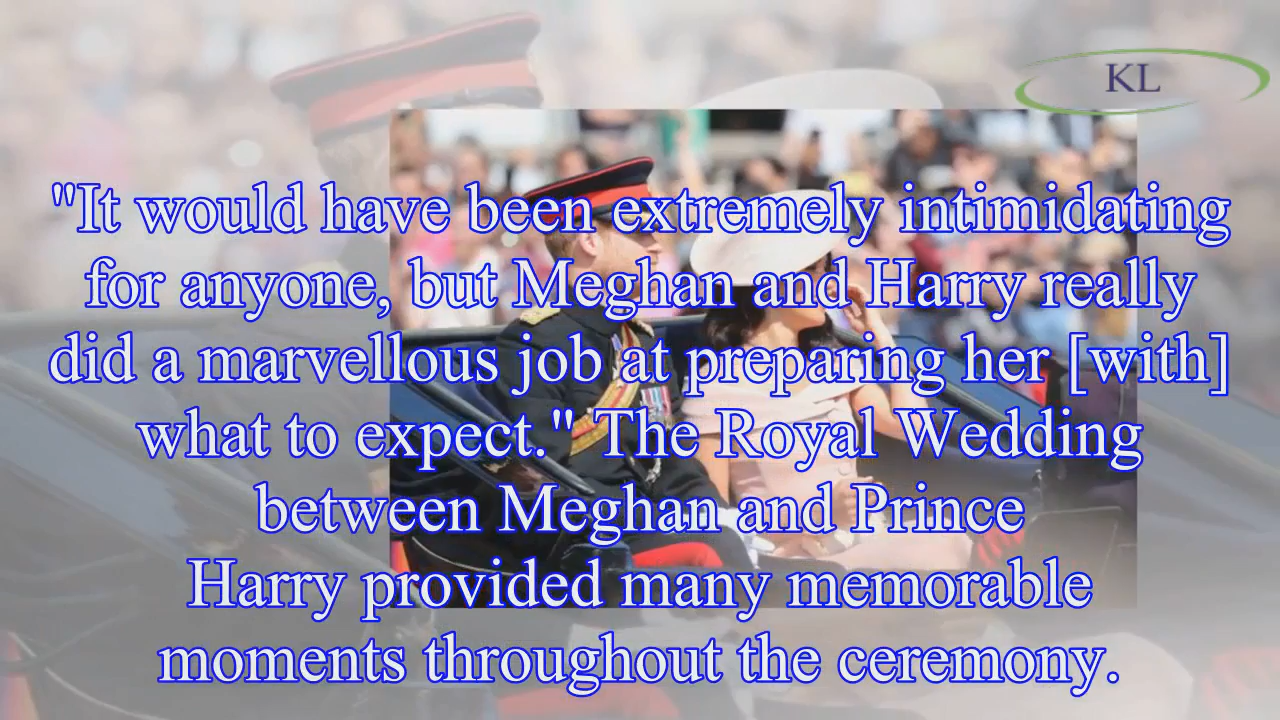 KL
"It would have been extremely intimidating
for anyone, but Meghan and Harry really
did a marvellous job at preparing her [with]
what to expect." The Royal Wedding
between Meghan and Prince
Harry provided many memorable
moments throughout the ceremony.